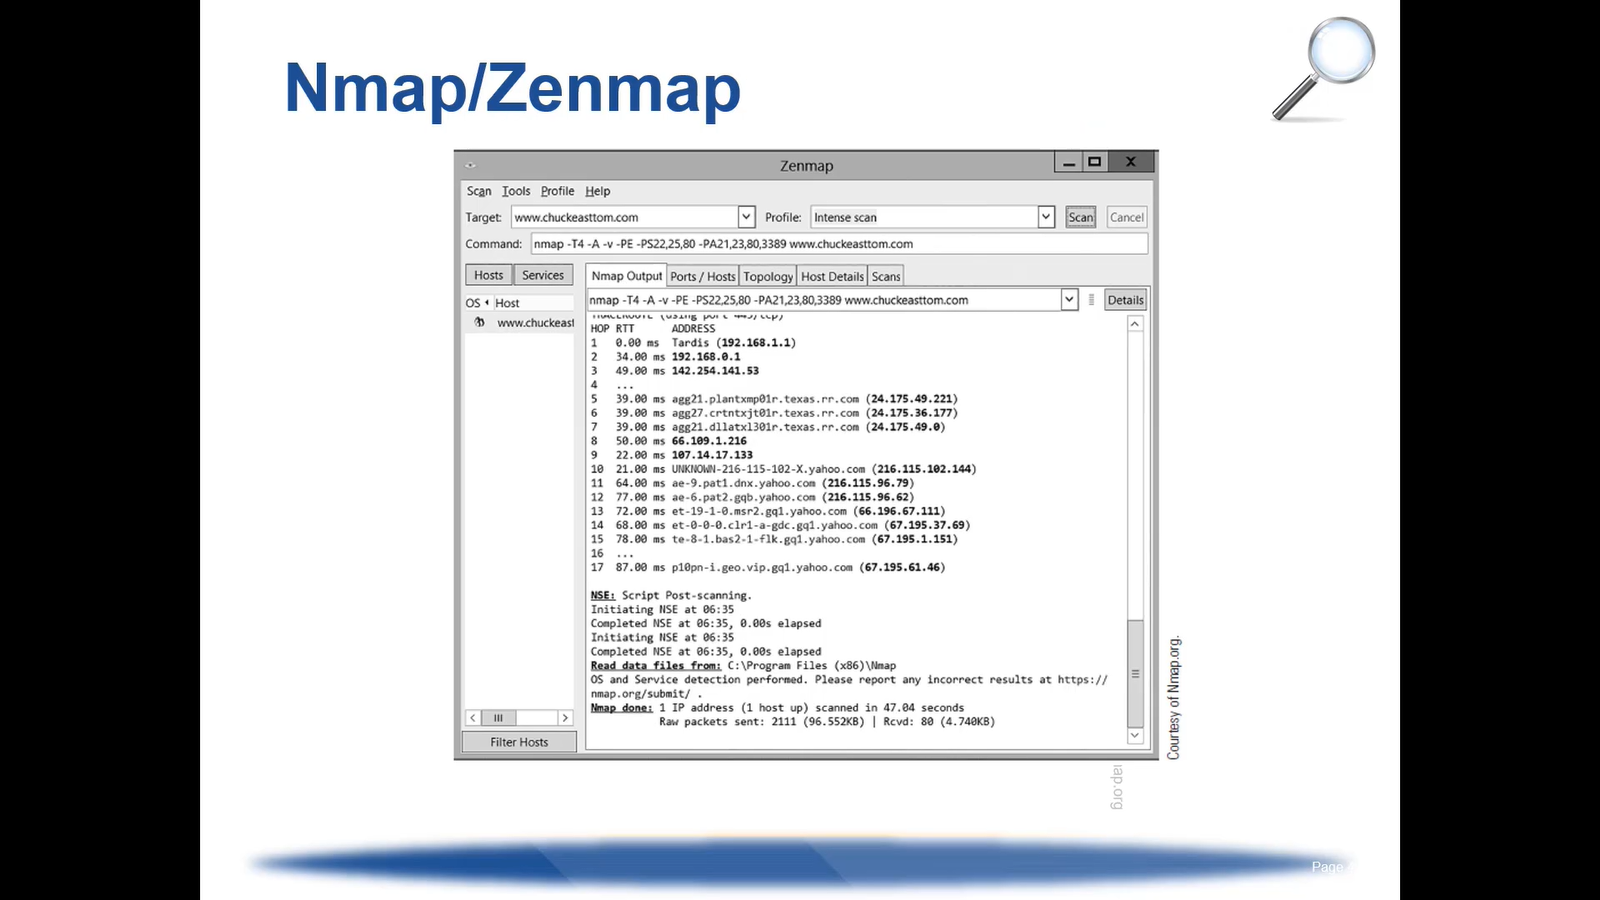 Nmap/Zenmap
Zenmap
Scan Tools Profile Help
Target: www.chuckeasttom.com Profile: Intense scan Scan Cancel
Command: nmap -T4 -A -v -PE -PS22,25,80 -PA21,23,80,3389 www.chuckeasttom.com
Hosts Services Nmap Output Ports / Hosts Topology Host Details Scans
nmap -T4 -A -v -PE -PS22,25,80 -PA21,23,80,3389 www.chuckeasttom.com Details
OS Host
www.chuckeast
TRACEROUTE (using port 443/tcp)
HOP RTT ADDRESS
1 0.00 ms Tardis (192.168.1.1)
2 34.00 ms 192.168.0.1
3 49.00 ms 142.254.141.53
4 ...
5 39.00 ms agg21.plantxmp01r.texas.rr.com (24.175.49.221)
6 39.00 ms agg27.crtntxjt01r.texas.rr.com (24.175.36.177)
7 39.00 ms agg21.dllatxl301r.texas.rr.com (24.175.49.0)
8 50.00 ms 66.109.1.216
9 22.00 ms 107.14.17.133
10 21.00 ms UNKNOWN-216-115-102-X.yahoo.com (216.115.102.144)
11 64.00 ms ae-9.pat1.dnx.yahoo.com (216.115.96.79)
12 77.00 ms ae-6.pat2.gqb.yahoo.com (216.115.96.62)
13 72.00 ms et-19-1-0.msr2.gq1.yahoo.com (66.196.67.111)
14 68.00 ms et-0-0-0.clr1-a-gdc.gq1.yahoo.com (67.195.37.69)
15 78.00 ms te-8-1.bas2-1-flk.gq1.yahoo.com (67.195.1.151)
16 ...
17 87.00 ms p10pn-i.geo.vip.gq1.yahoo.com (67.195.61.46)
NSE: Script Post-scanning.
Initiating NSE at 06:35
Completed NSE at 06:35, 0.00s elapsed
Initiating NSE at 06:35
Completed NSE at 06:35, 0.00s elapsed
Read data files from: C:\Program Files (x86)\Nmap
OS and Service detection performed. Please report any incorrect results at https://
nmap.org/submit/ .
Nmap done: 1 IP address (1 host up) scanned in 47.04 seconds
Raw packets sent: 2111 (96.552KB) | Rcvd: 80 (4.740KB)
Filter Hosts
Courtesy of Nmap.org.
ap.org
Page